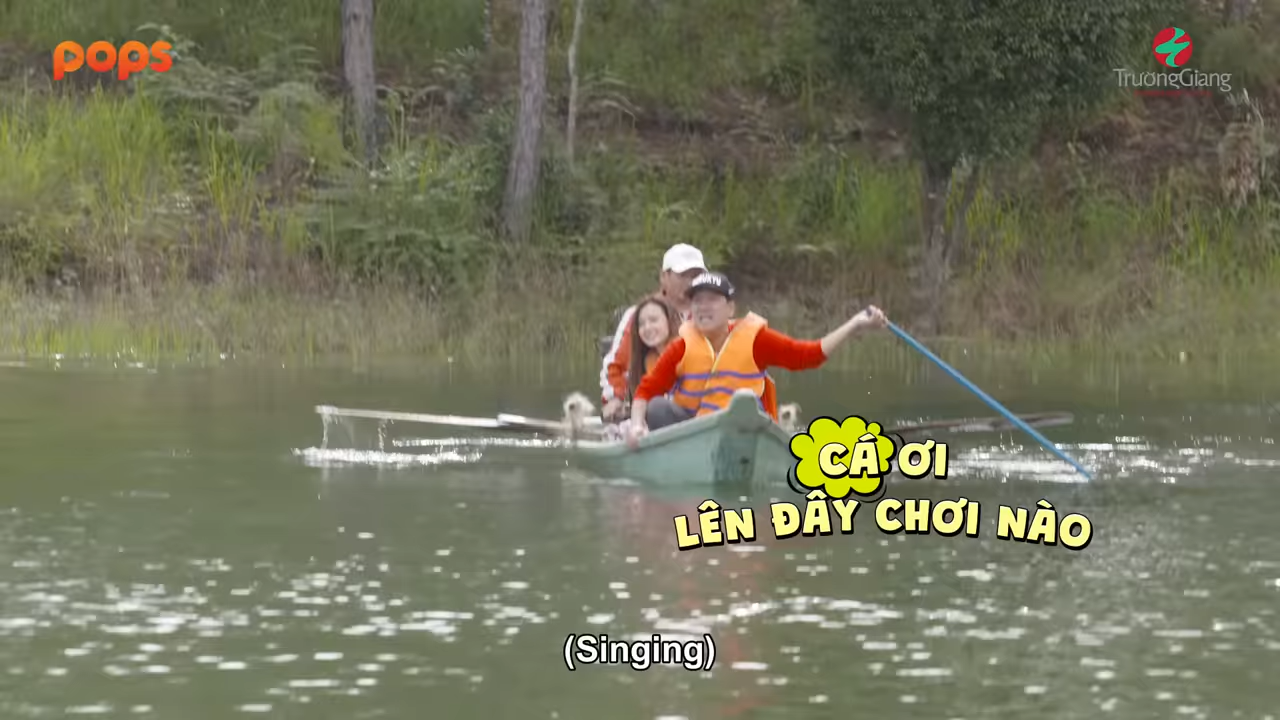 pops
TrườngGiang
CÁ ƠI
LÊN ĐÂY CHƠI NÀO
(Singing)